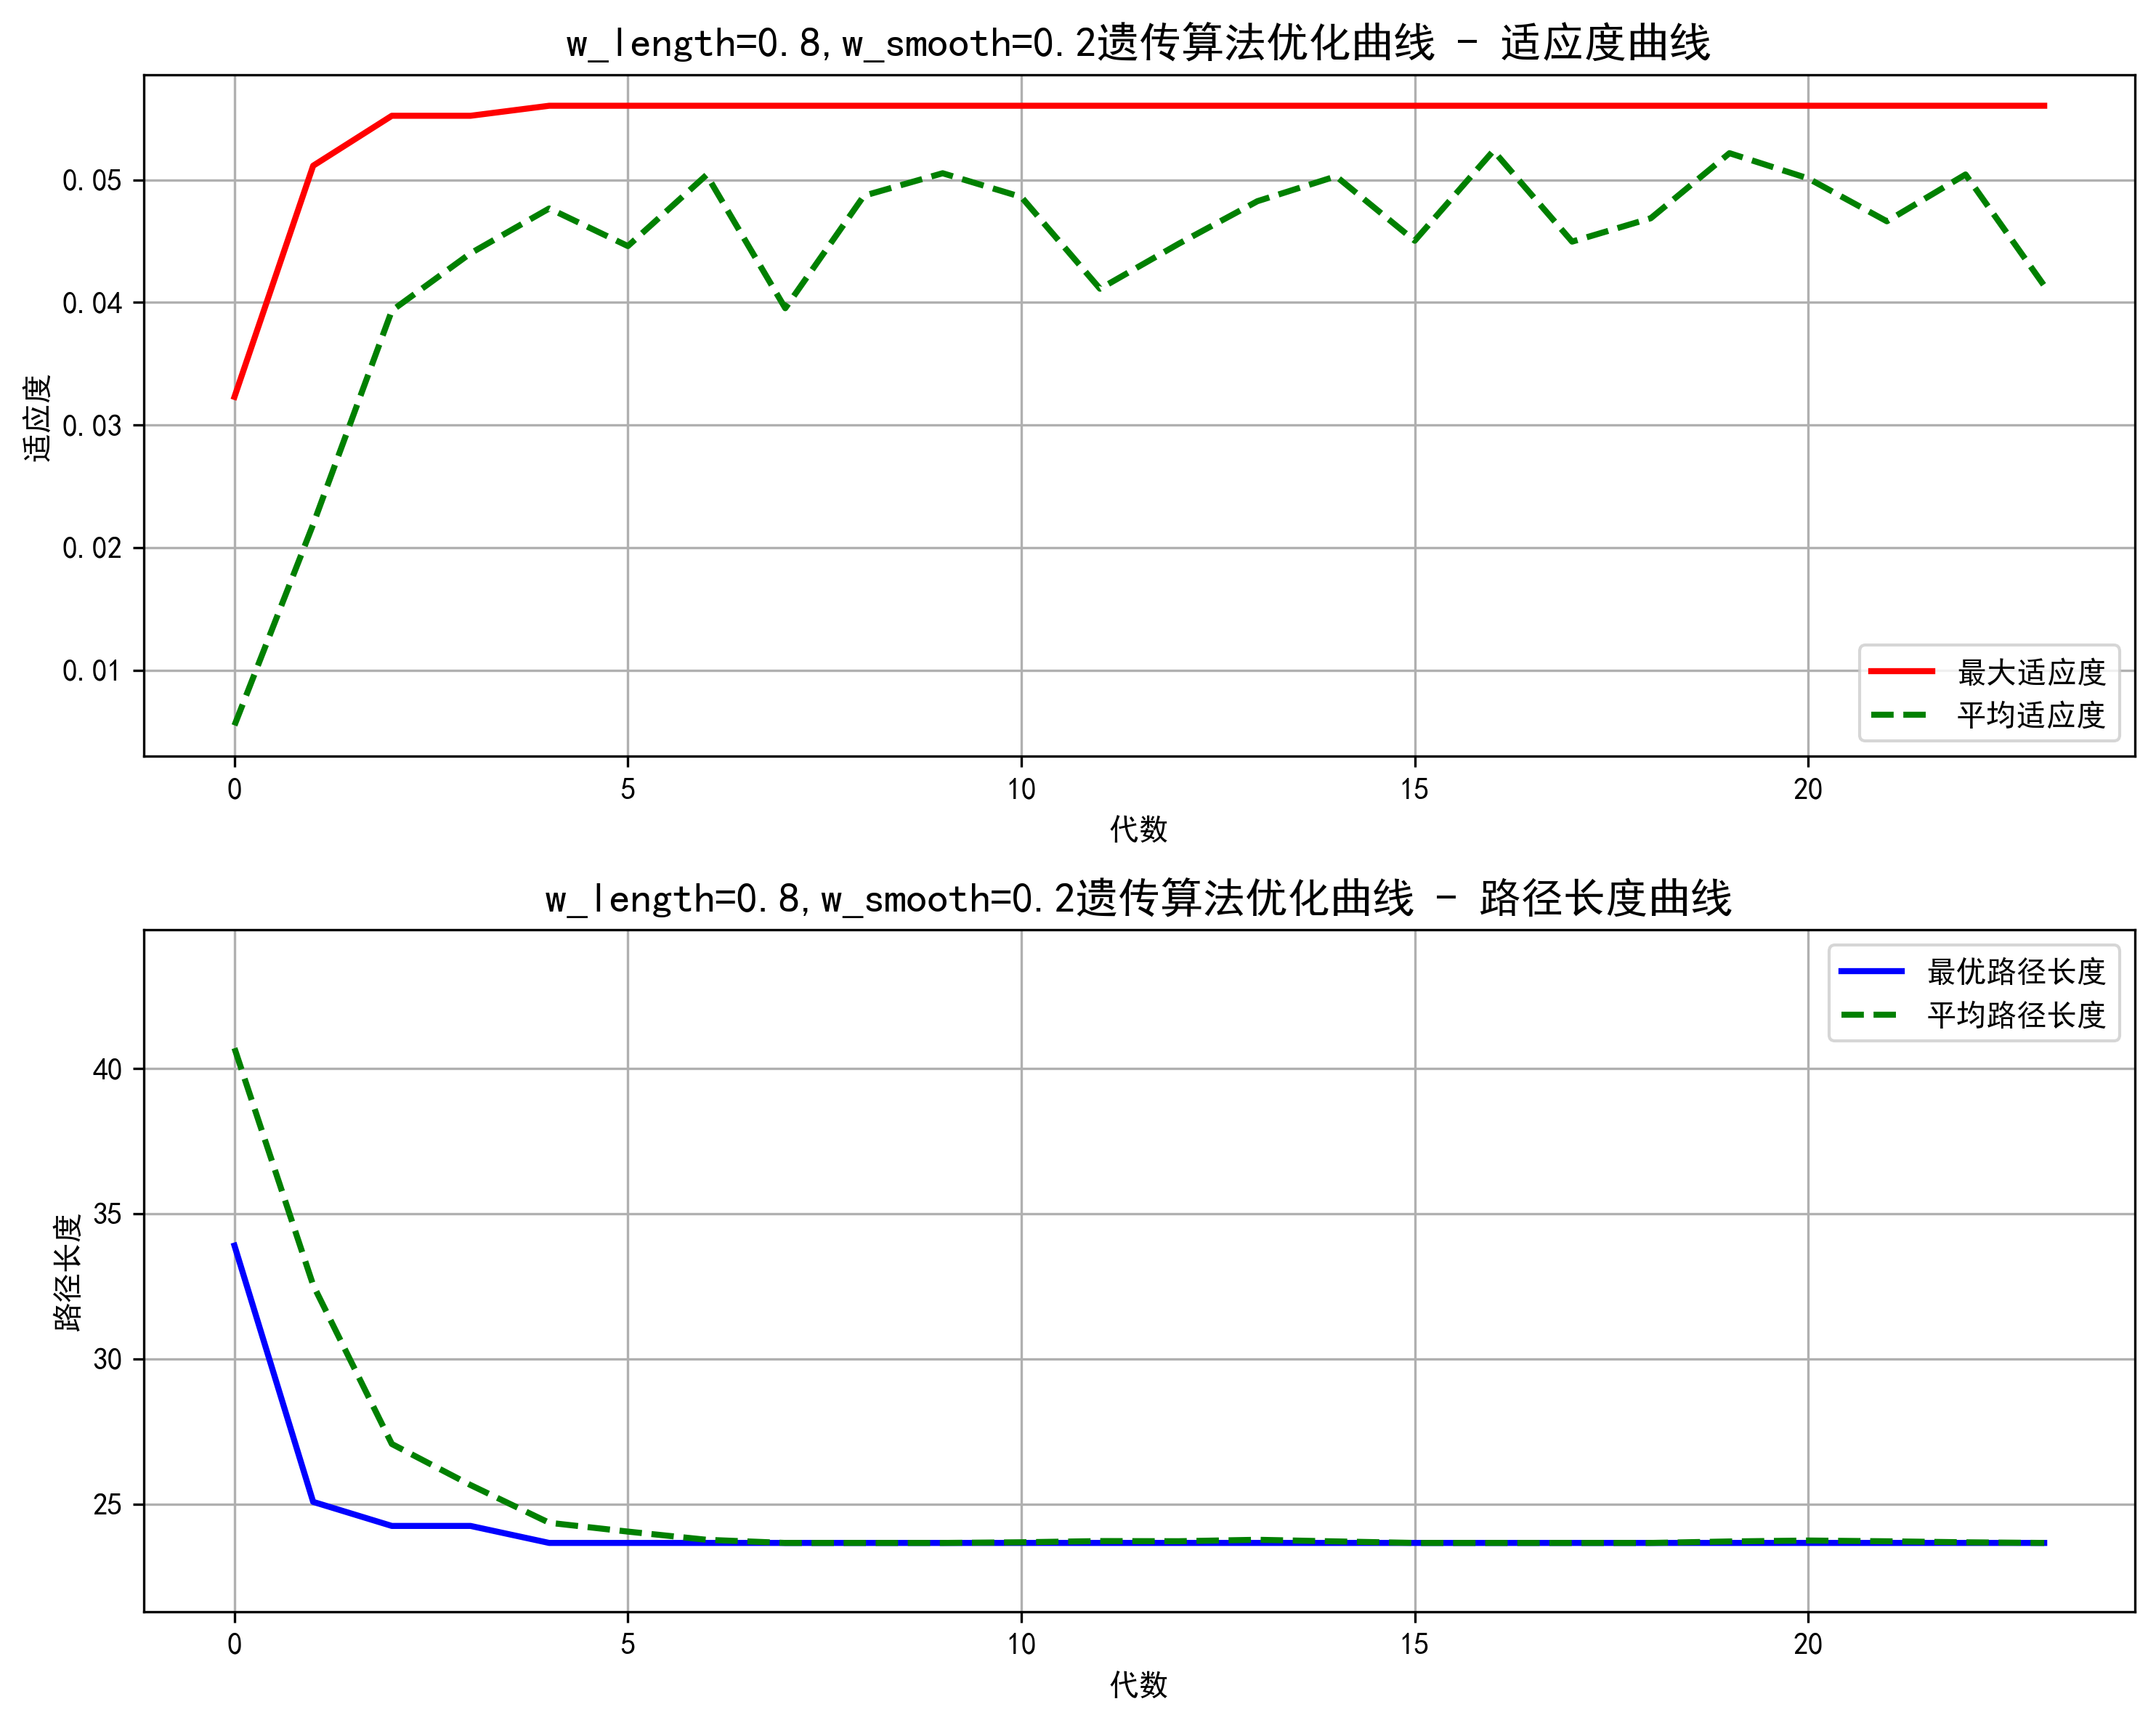 w_length=0.8,w_smooth=0.2遗传算法优化曲线 - 适应度曲线
适应度
0.05
0.04
0.03
0.02
0.01
最大适应度
平均适应度
0 5 10 15 20
代数
w_length=0.8,w_smooth=0.2遗传算法优化曲线 - 路径长度曲线
路径长度
40
35
30
25
最优路径长度
平均路径长度
0 5 10 15 20
代数